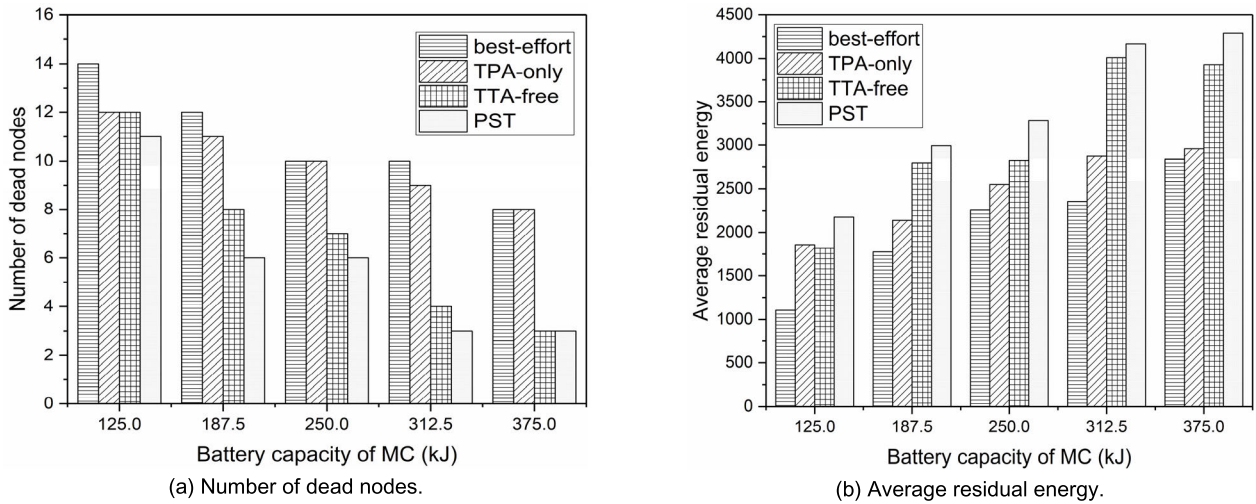 16
14
12
10
8
6
4
2
0
Number of dead nodes
best-effort
TPA-only
TTA-free
PST
125.0 187.5 250.0 312.5 375.0
Battery capacity of MC (kJ)
(a) Number of dead nodes.
4500
4000
3500
3000
2500
2000
1500
1000
500
0
Average residual energy
best-effort
TPA-only
TTA-free
PST
125.0 187.5 250.0 312.5 375.0
Battery capacity of MC (kJ)
(b) Average residual energy.